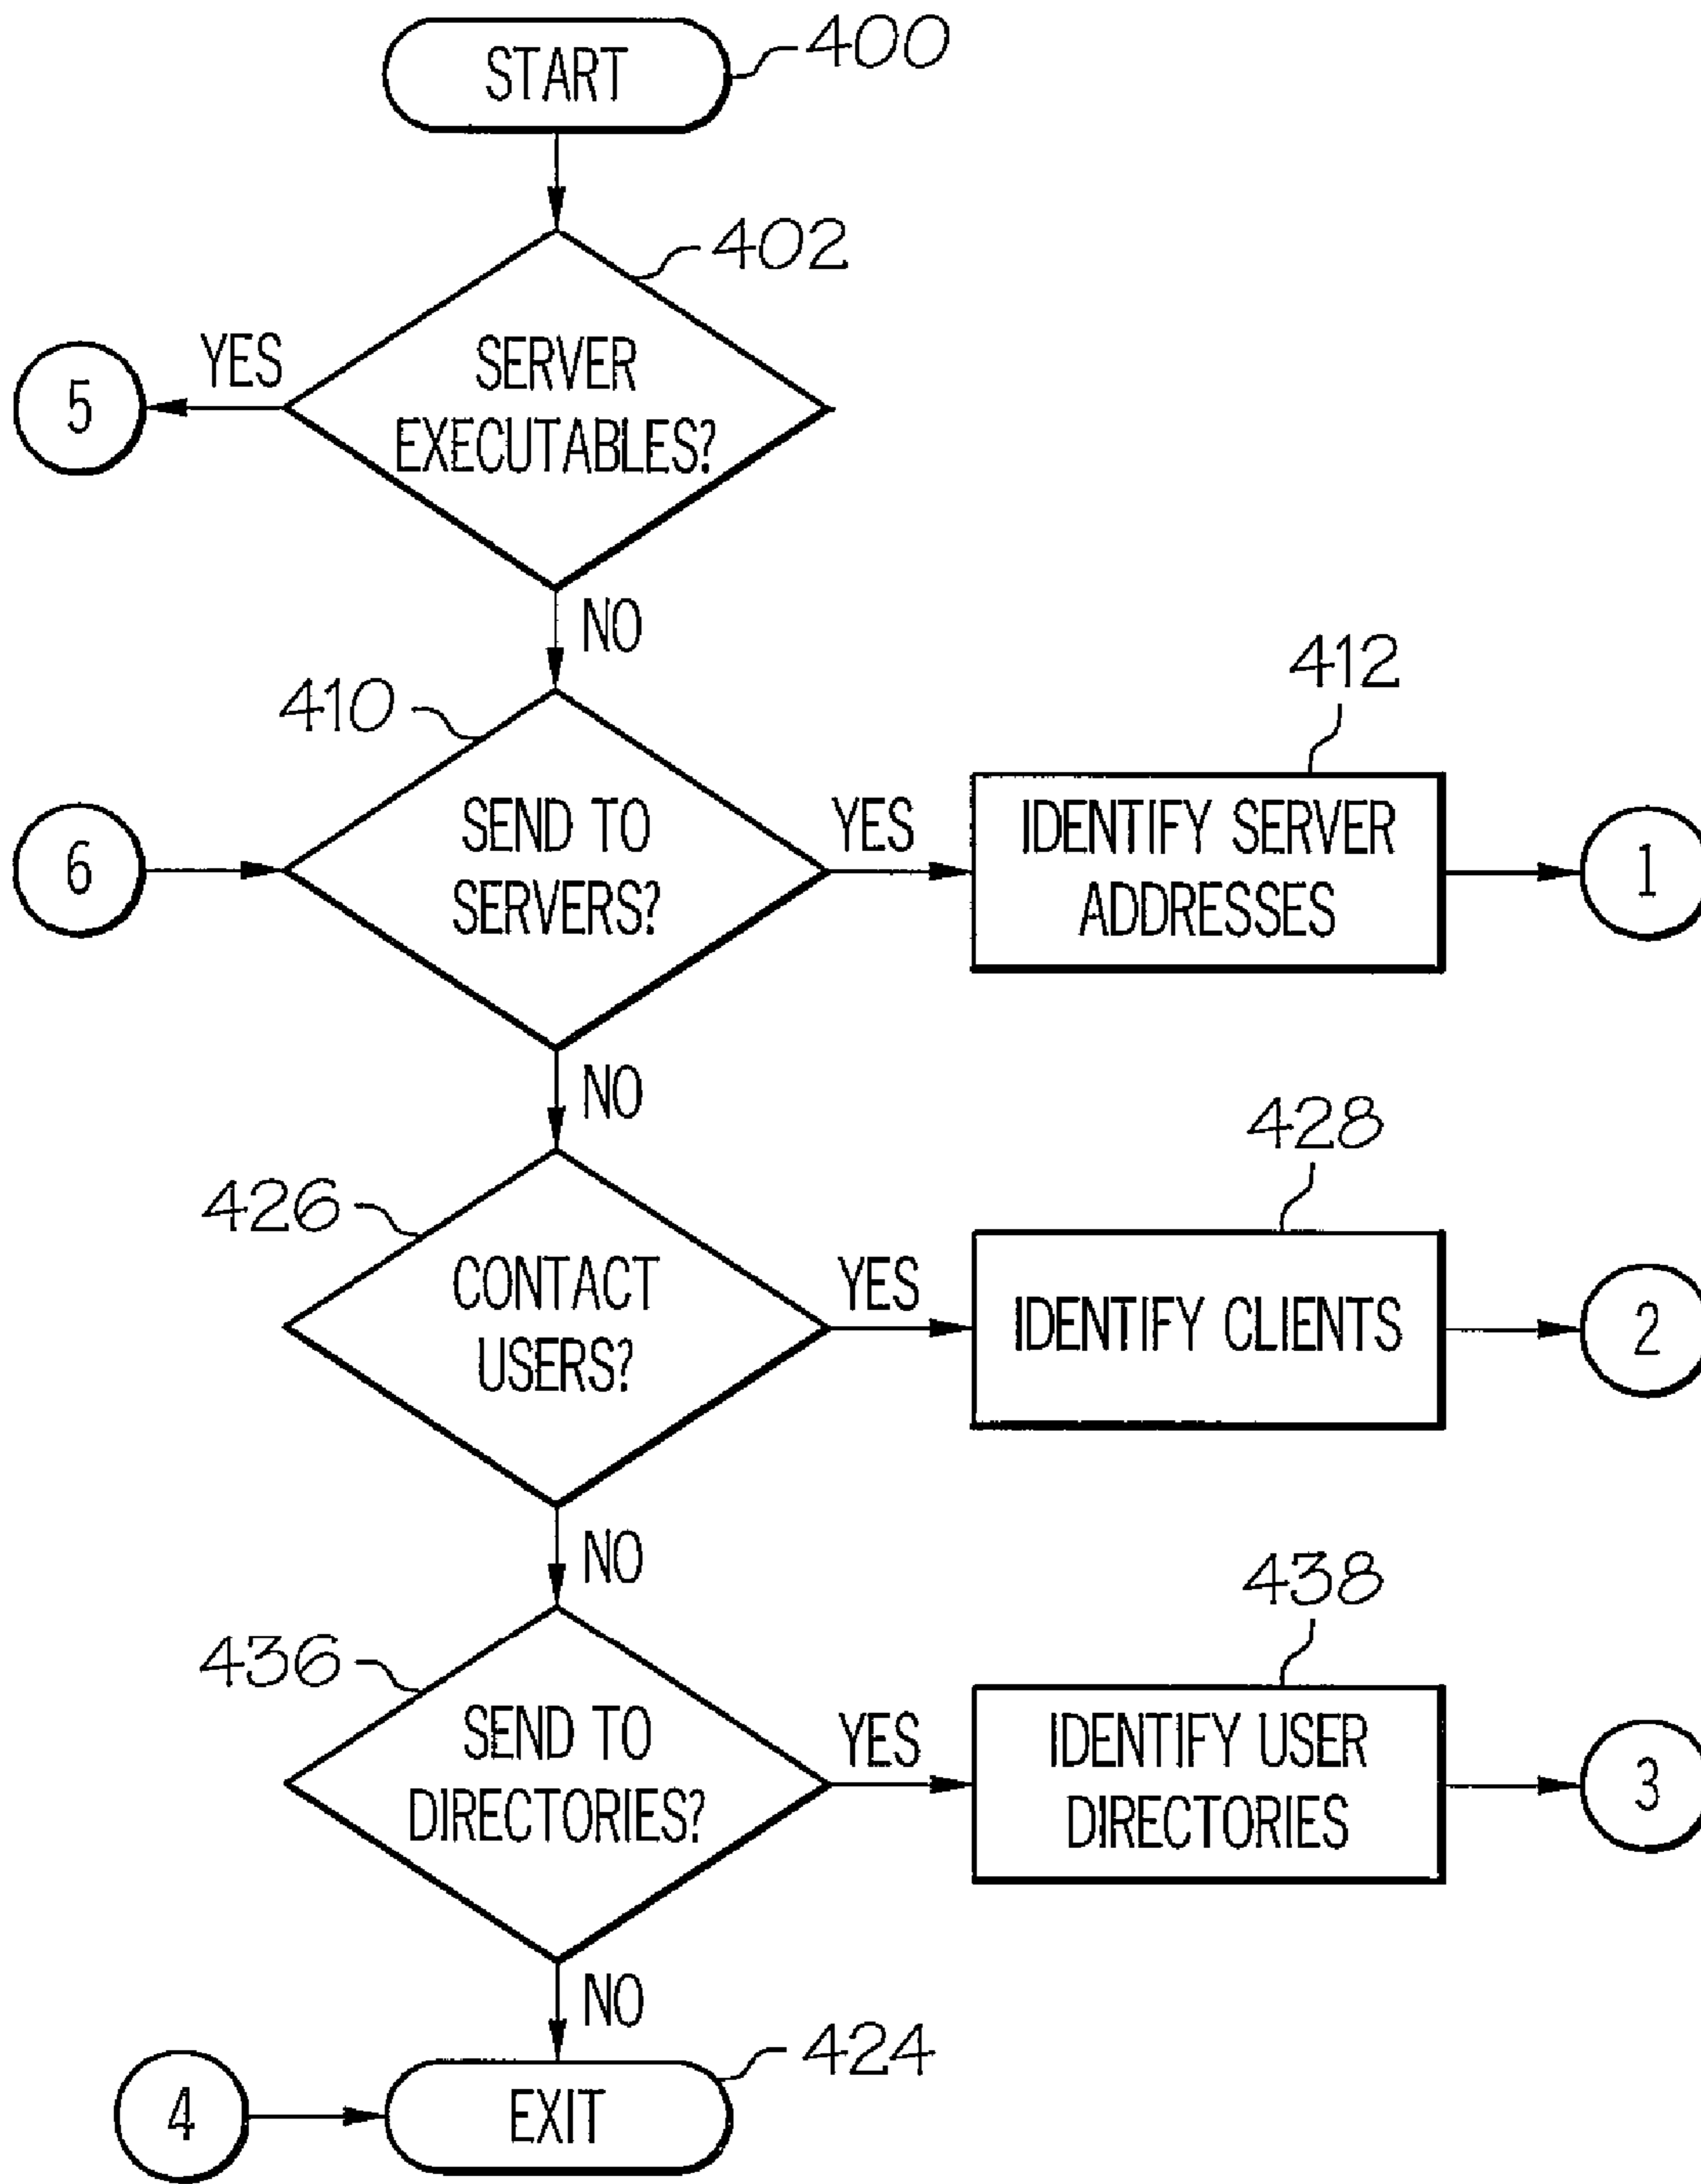 START
400
402
YES
SERVER
EXECUTABLES?
5
NO
410
412
6
SEND TO
SERVERS?
YES
IDENTIFY SERVER
ADDRESSES
1
NO
426
428
CONTACT
USERS?
YES
IDENTIFY CLIENTS
2
NO
436
438
SEND TO
DIRECTORIES?
YES
IDENTIFY USER
DIRECTORIES
3
NO
424
4
EXIT